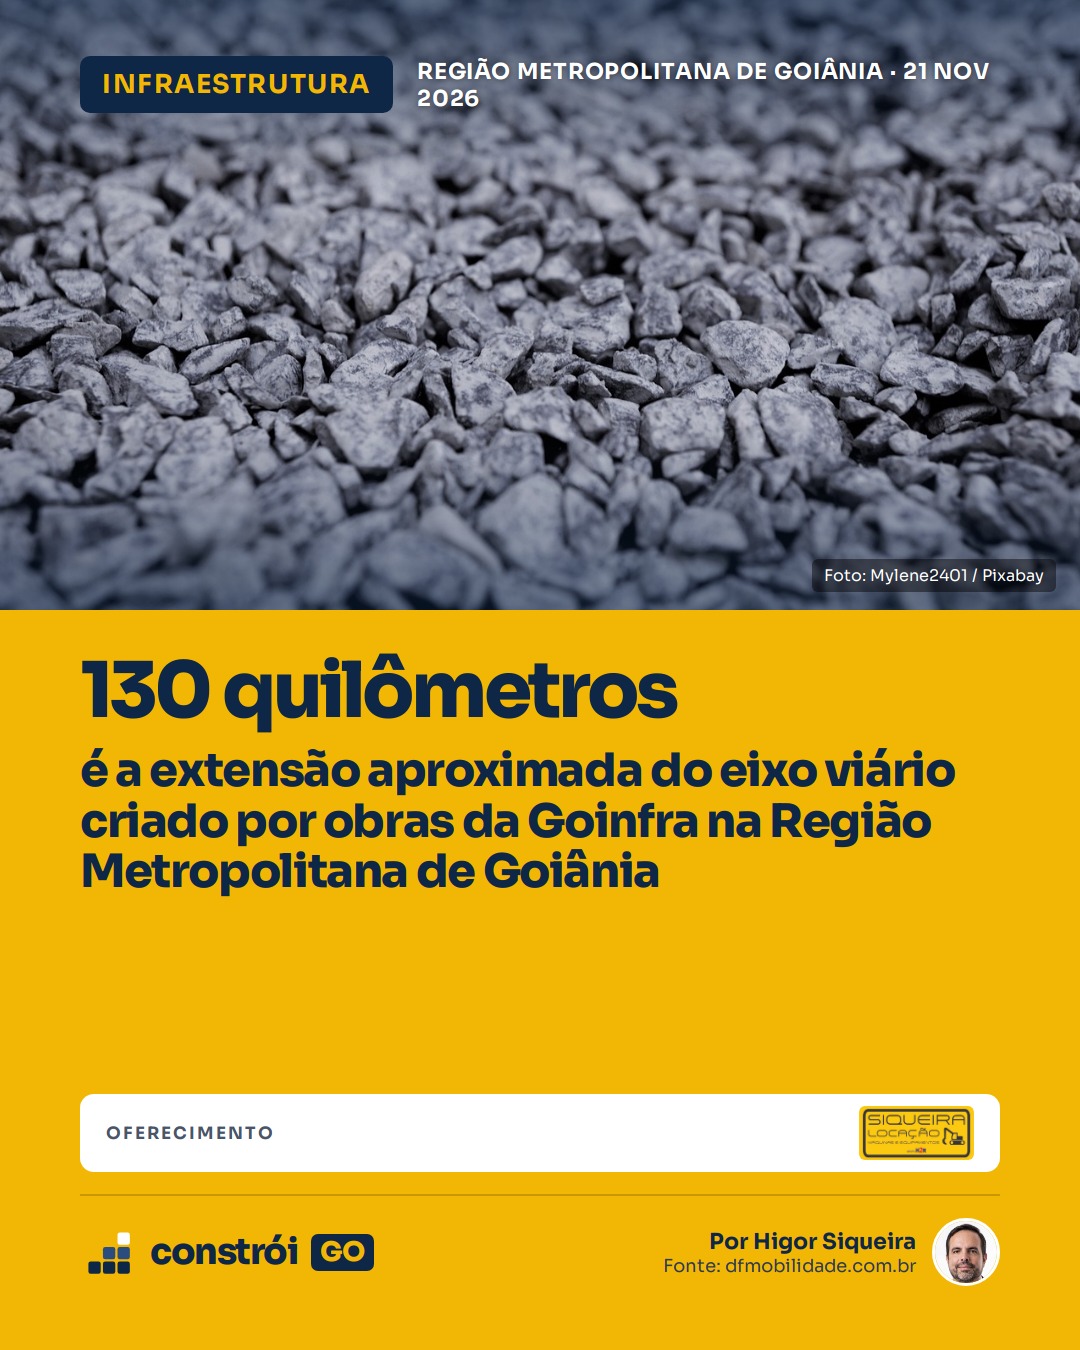 INFRAESTRUTURA
REGIÃO METROPOLITANA DE GOIÂNIA · 21 NOV
2026
Foto: Mylene2401 / Pixabay
130 quilômetros
é a extensão aproximada do eixo viário
criado por obras da Goinfra na Região
Metropolitana de Goiânia
OFERECIMENTO
SIQUEIRA
LOCAÇÃO
MÁQUINAS E EQUIPAMENTOS
constrói GO
Por Higor Siqueira
Fonte: dfmobilidade.com.br